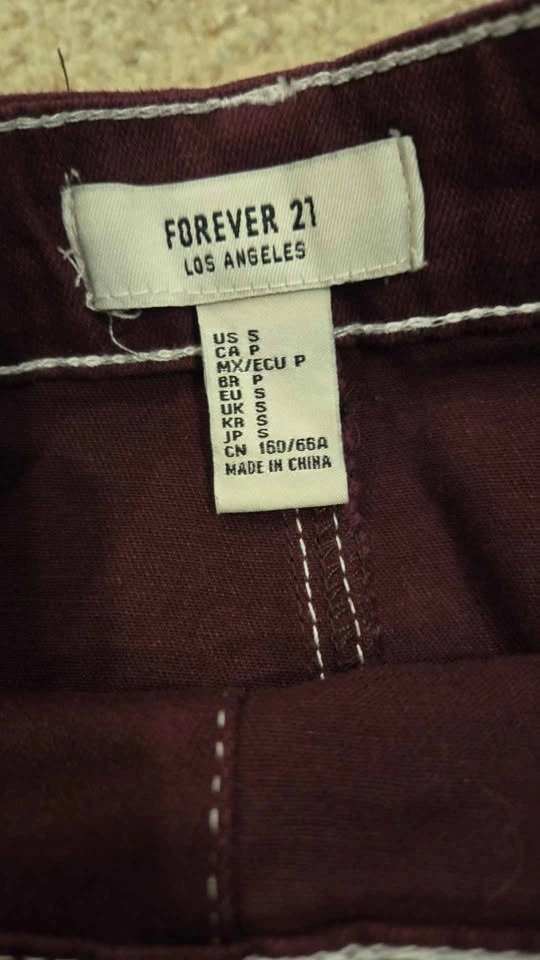 FOREVER 21
LOS ANGELES
US S
CA P
MX/ECU P
BR P
EU S
UK S
KR S
JP S
CN 160/66A
MADE IN CHINA